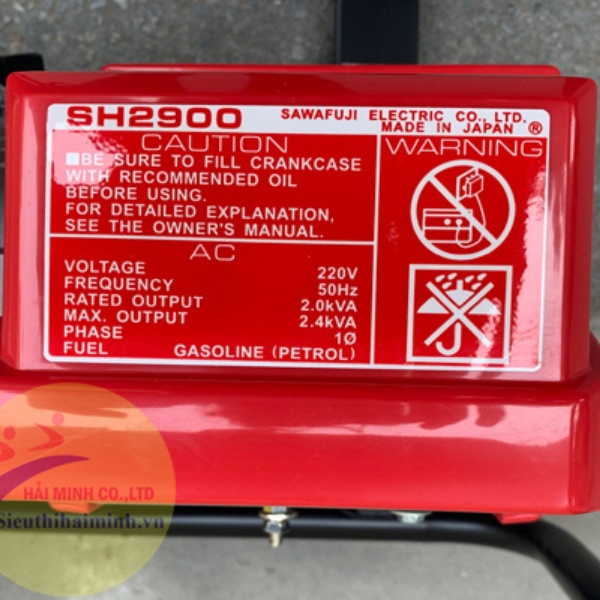 SH2900
SAWAFUJI ELECTRIC CO., LTD.
MADE IN JAPAN ®
CAUTION
■BE SURE TO FILL CRANKCASE
WITH RECOMMENDED OIL
BEFORE USING.
FOR DETAILED EXPLANATION,
SEE THE OWNER'S MANUAL.
WARNING
AC
VOLTAGE 220V
FREQUENCY 50Hz
RATED OUTPUT 2.0kVA
MAX. OUTPUT 2.4kVA
PHASE 1Ø
FUEL GASOLINE (PETROL)
HẢI MINH CO.,LTD
Sieuthihaiminh.vn